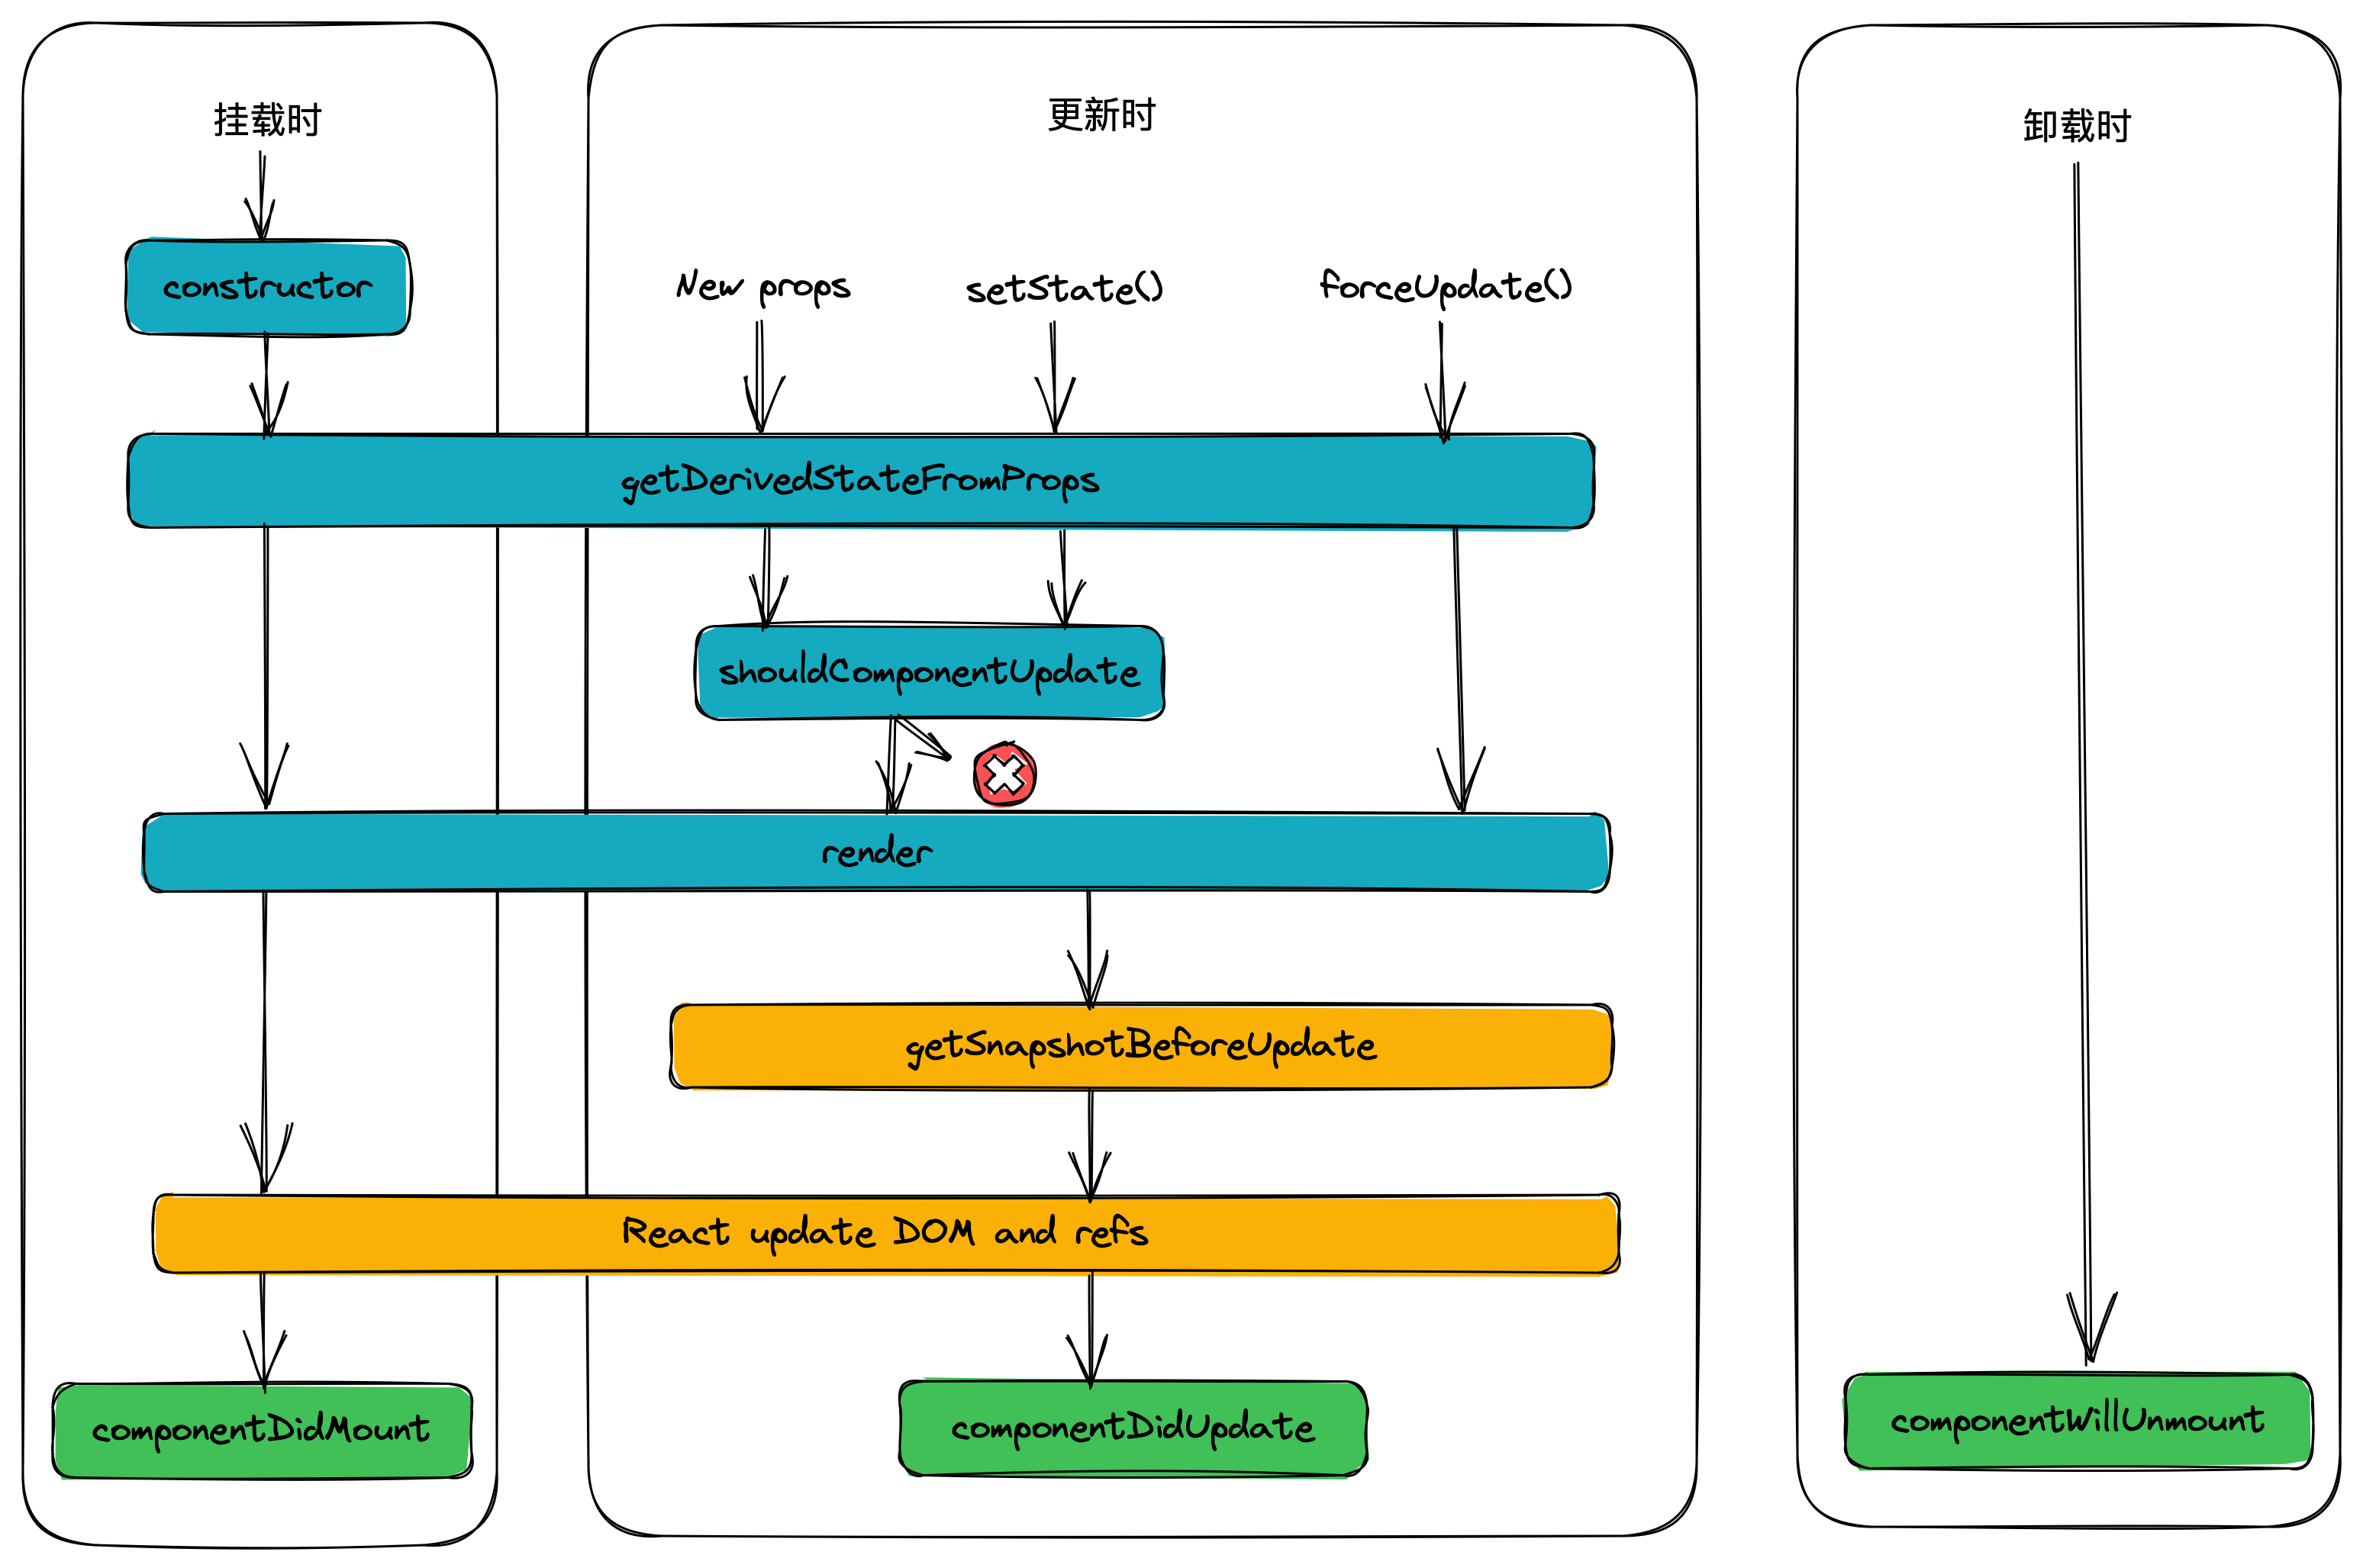 挂载时
更新时
卸载时
constructor
New props
setState()
forceUpdate()
getDerivedStateFromProps
shouldComponentUpdate
render
getSnapshotBeforeUpdate
React update DOM and refs
componentDidMount
componentDidUpdate
componentWillUnmount